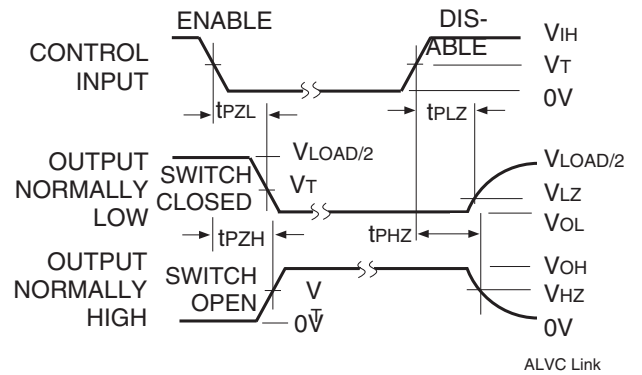 ENABLE
DIS-
ABLE
CONTROL
INPUT
VIH
VT
0V
tPZL
tPLZ
OUTPUT
NORMALLY
LOW
SWITCH
CLOSED
VLOAD/2
VT
VLOAD/2
VLZ
VOL
tPZH
tPHZ
OUTPUT
NORMALLY
HIGH
SWITCH
OPEN
V
T
0V
VOH
VHZ
0V
ALVC Link